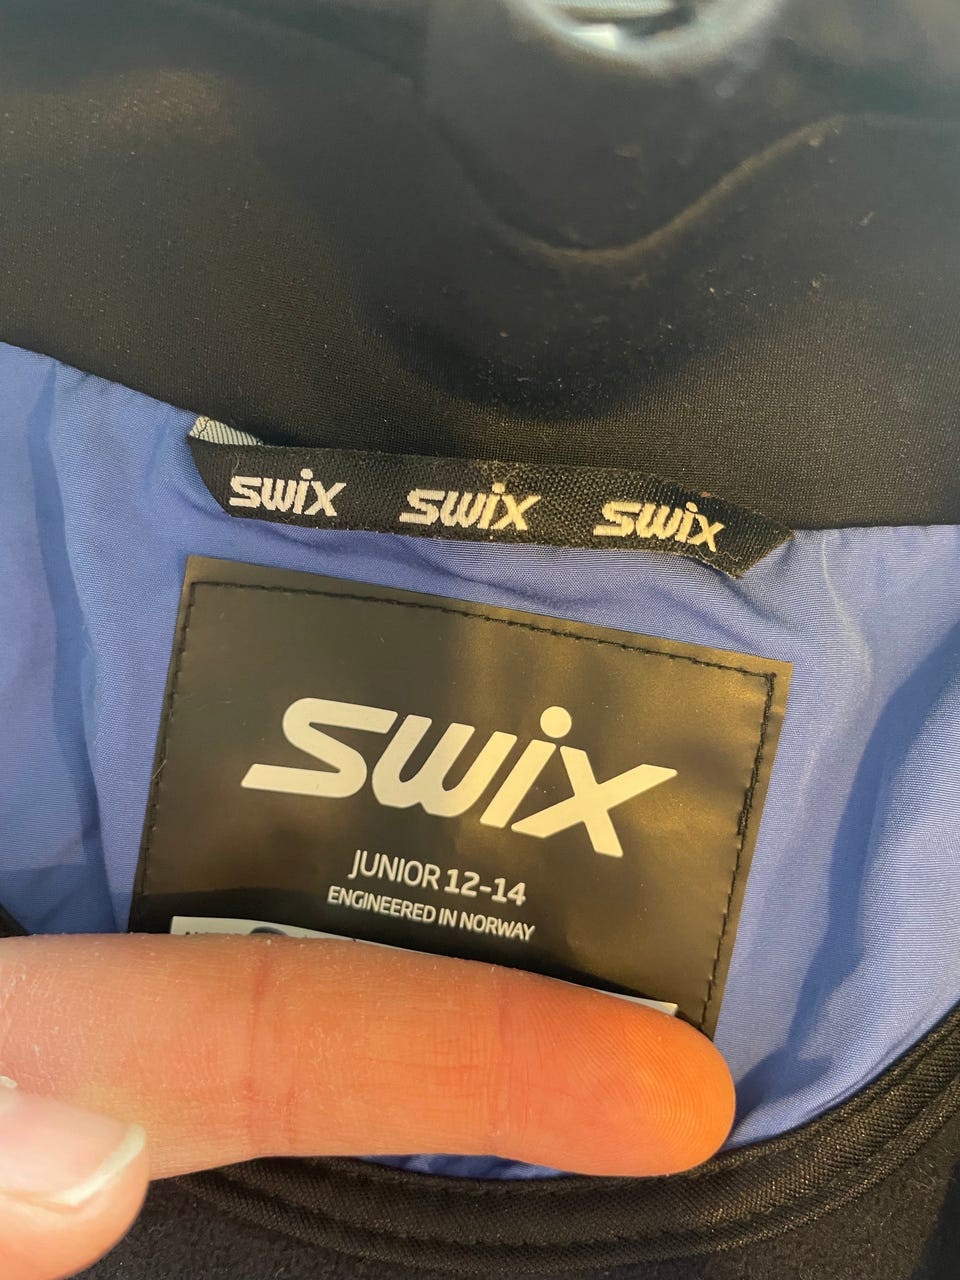 swix swix swix
swix
JUNIOR 12-14
ENGINEERED IN NORWAY